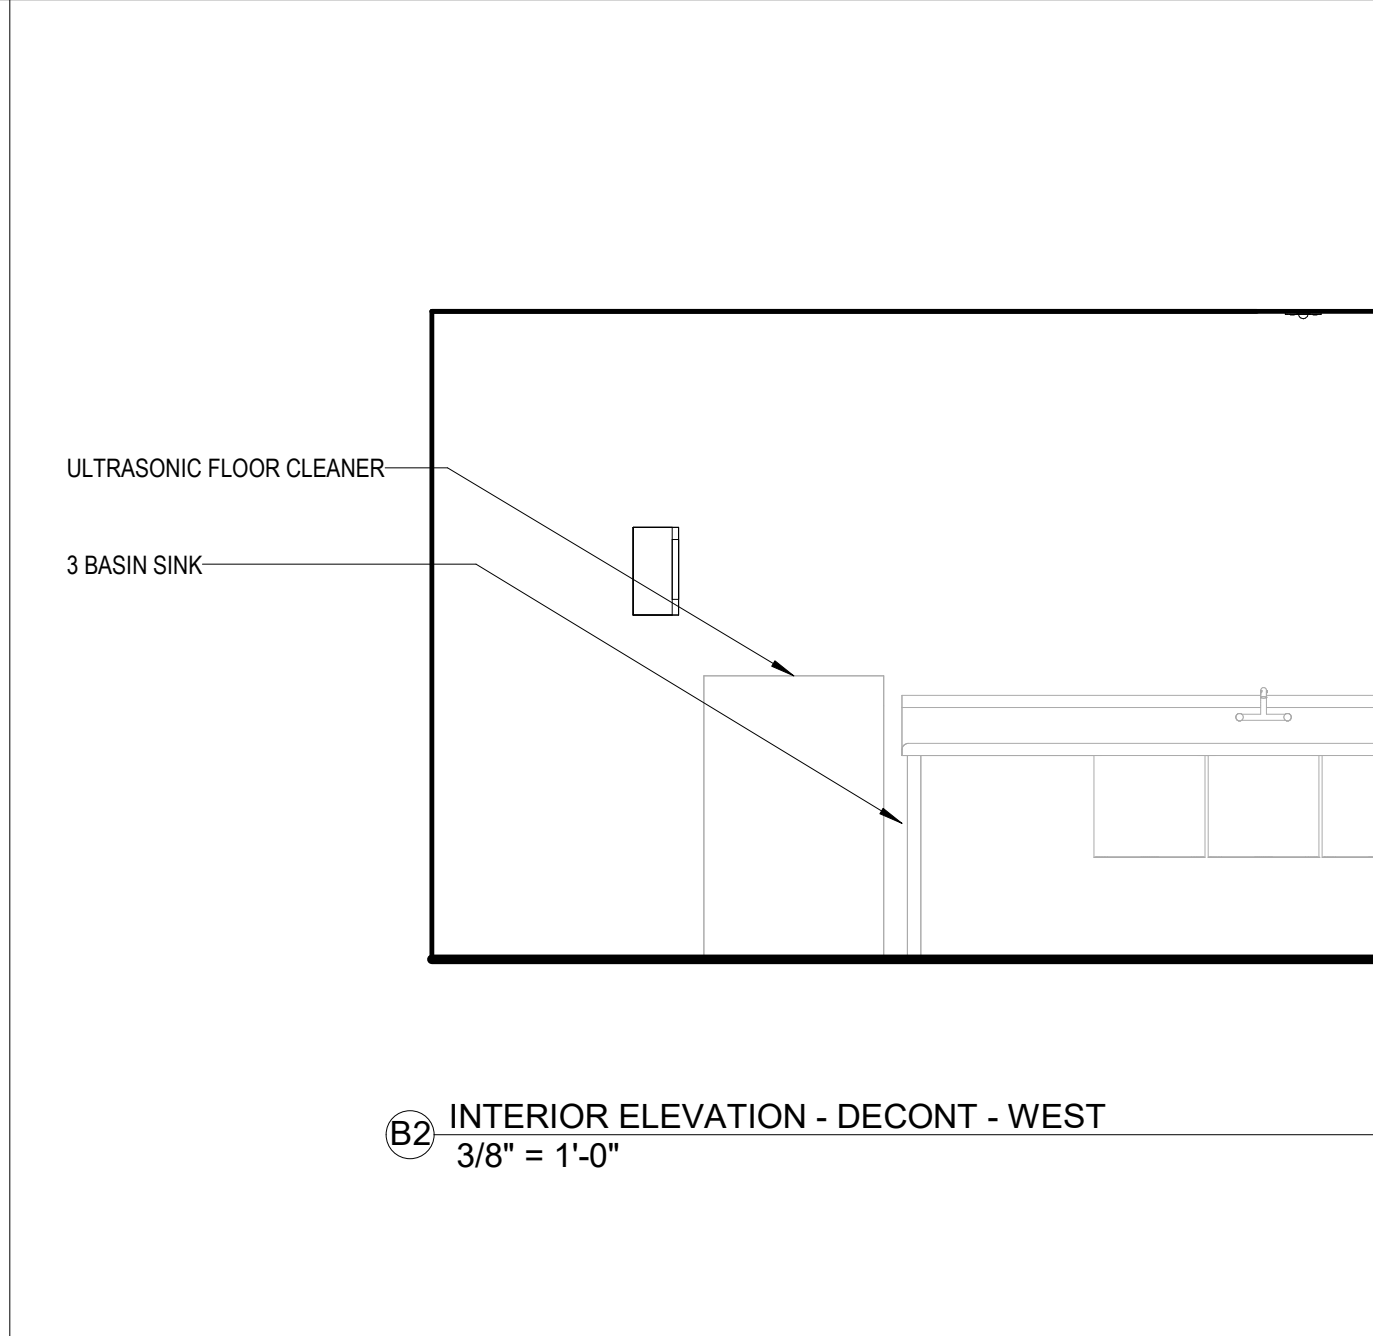 ULTRASONIC FLOOR CLEANER
3 BASIN SINK
B2
INTERIOR ELEVATION - DECONT - WEST
3/8" = 1'-0"